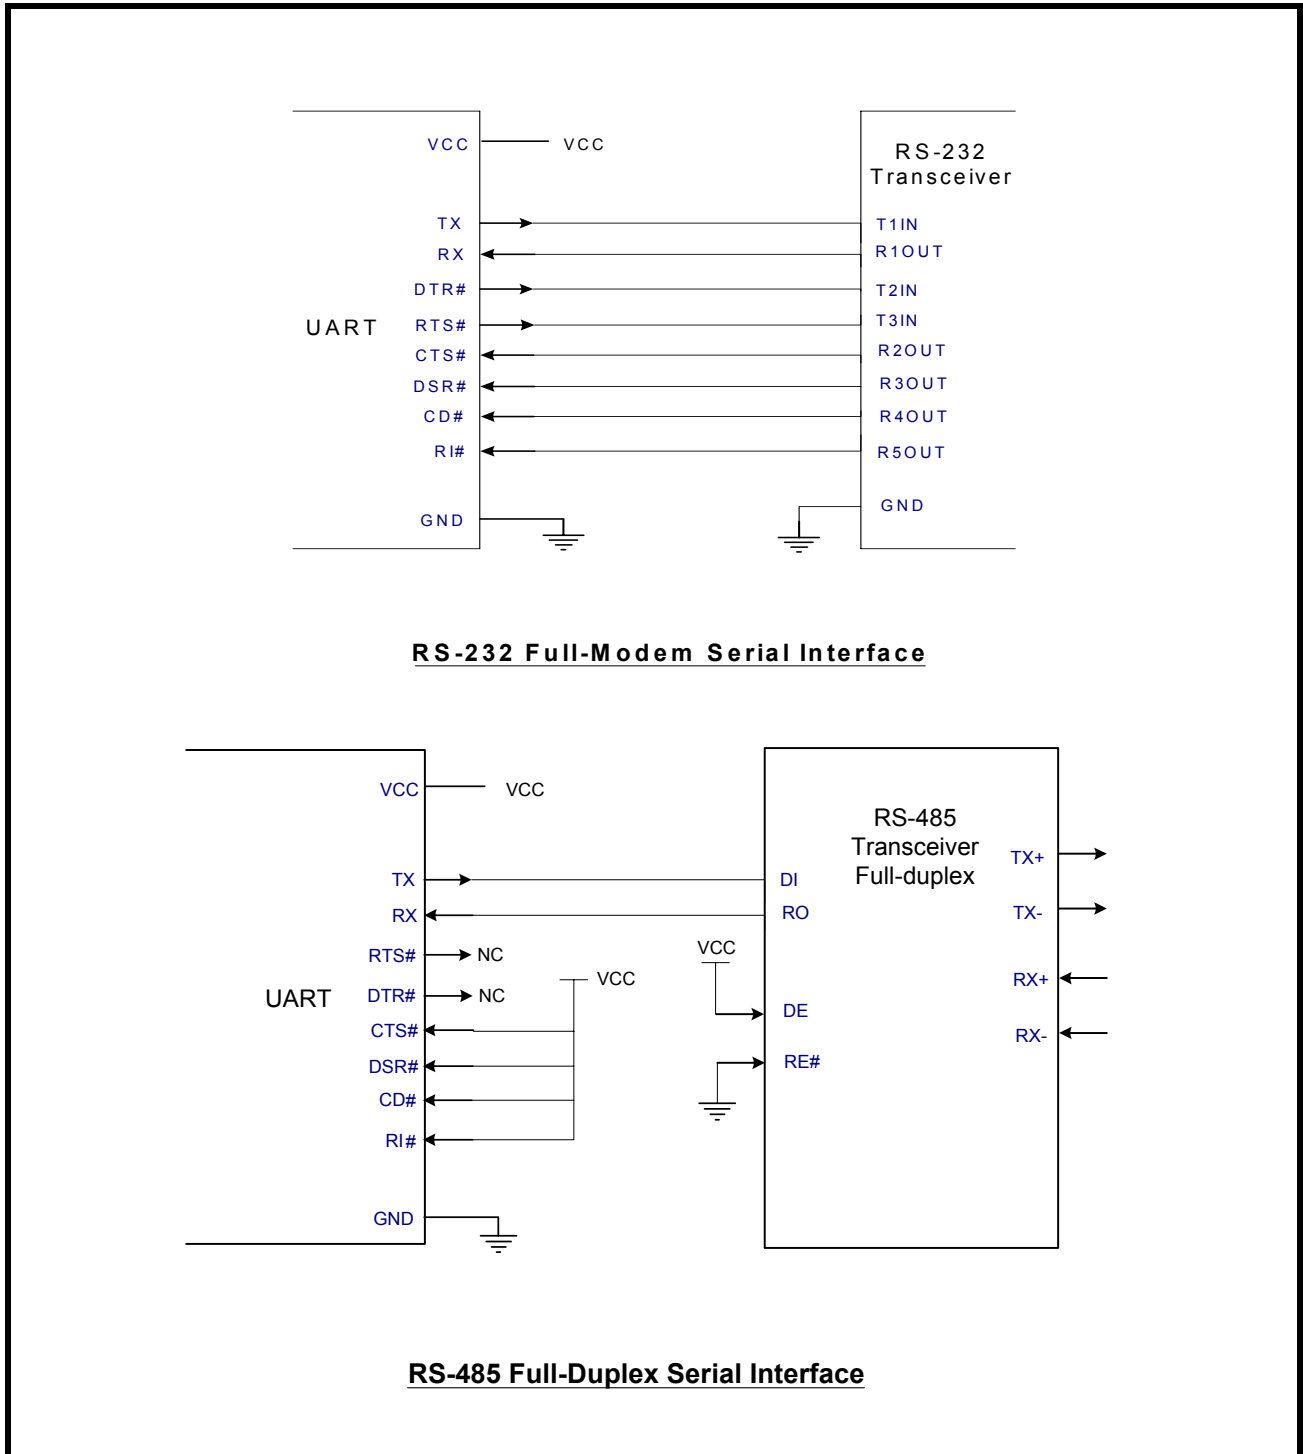 VCC
VCC
RS-232
Transceiver
TX
T1IN
RX
R1OUT
DTR#
T2IN
UART
RTS#
T3IN
CTS#
R2OUT
DSR#
R3OUT
CD#
R4OUT
RI#
R5OUT
GND
GND
RS-232 Full-Modem Serial Interface
VCC
VCC
RS-485
Transceiver
Full-duplex
TX+
TX
DI
RX
RO
TX-
RTS#
NC
VCC
VCC
RX+
UART
DTR#
NC
DE
CTS#
RX-
DSR#
RE#
CD#
RI#
GND
RS-485 Full-Duplex Serial Interface